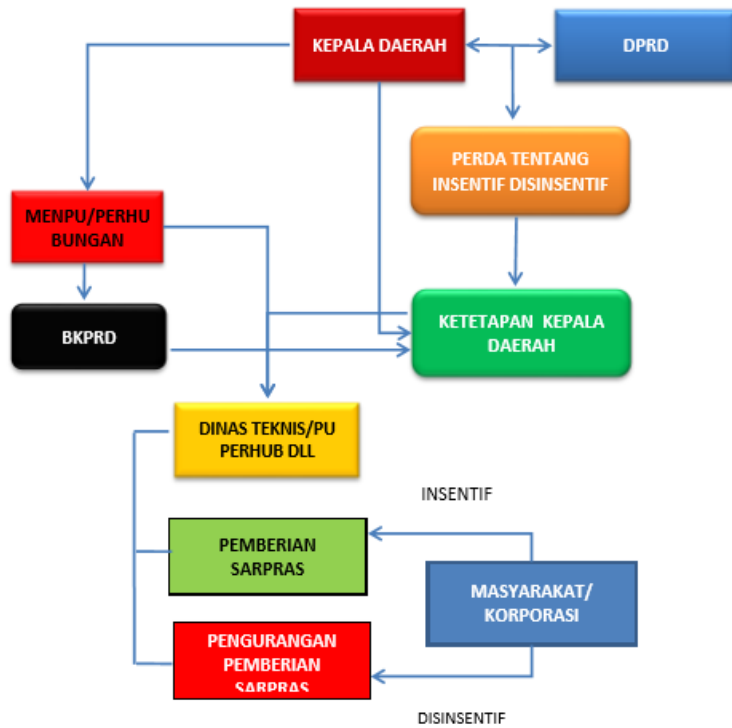 KEPALA DAERAH
DPRD
PERDA TENTANG
INSENTIF DISINSENTIF
MENPU/PERHU
BUNGAN
BKPRD
KETETAPAN KEPALA
DAERAH
DINAS TEKNIS/PU
PERHUB DLL
INSENTIF
PEMBERIAN
SARPRAS
MASYARAKAT/
KORPORASI
PENGURANGAN
PEMBERIAN
SARPRAS
DISINSENTIF